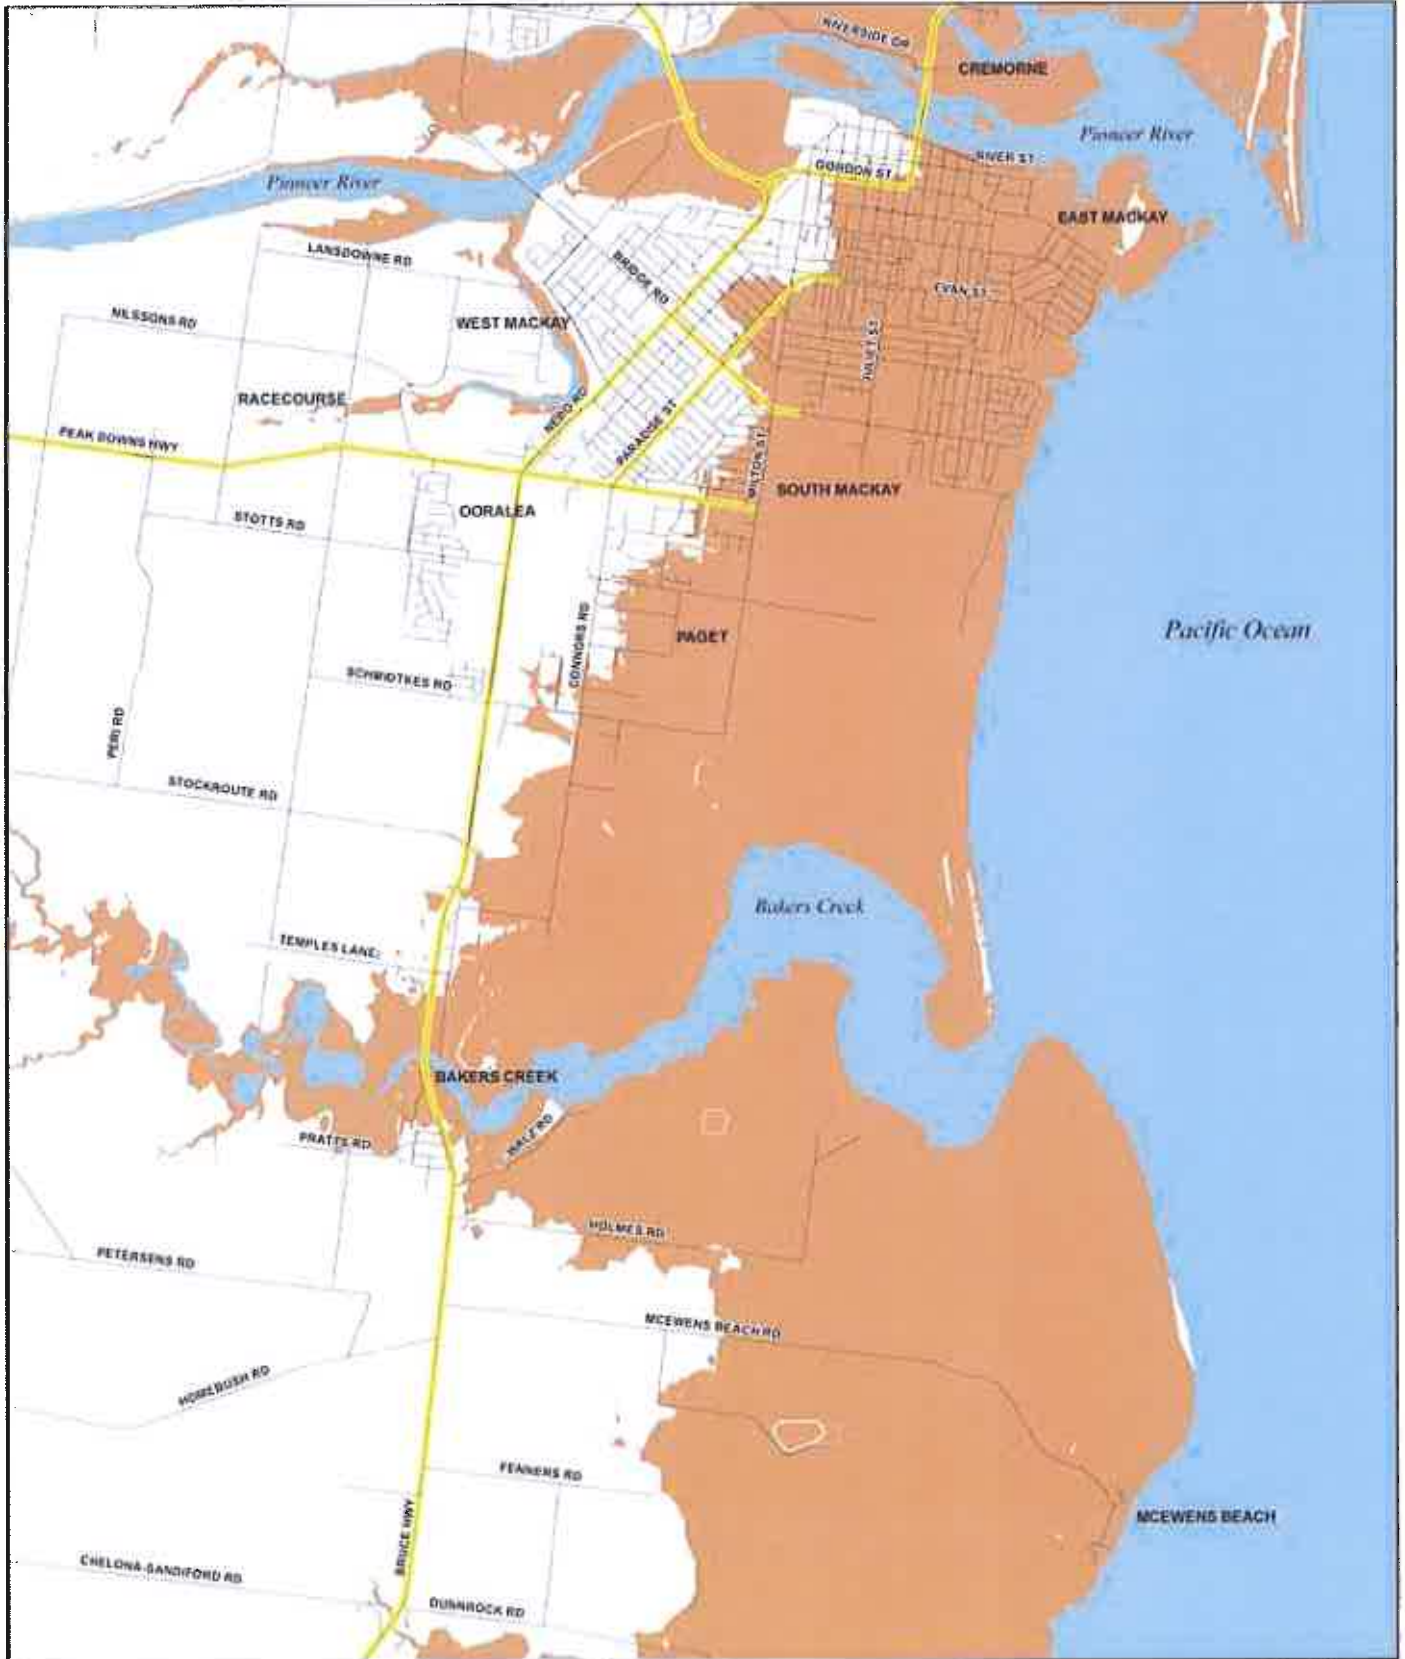 RIVERSIDE DR
CREMORNE
Pioneer River
RIVER ST
GORDON ST
Pioneer River
EAST MACKAY
LANSDOWNE RD
BRIDGE RD
EVAN ST
NILSSONS RD
WEST MACKAY
JULIET ST
RACECOURSE
NEBO RD
PEAK DOWNS HWY
PARADISE ST
MILTON ST
SOUTH MACKAY
OORALEA
STOTTS RD
Pacific Ocean
CONNORS RD
PAGET
SCHMIDTKES RD
PERI RD
STOCKROUTE RD
Bakers Creek
TEMPLES LANE
BAKERS CREEK
PRATTS RD
HOLMES RD
PETERSENS RD
MCEWENS BEACH RD
HOMEBUSH RD
FENNERS RD
BRUCE HWY
MCEWENS BEACH
CHELONA-SANDIFORD RD
DUNNROCK RD